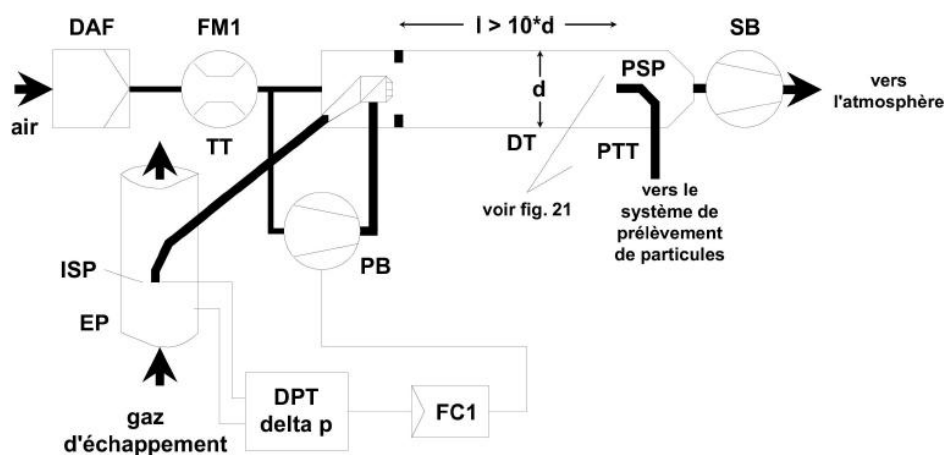 DAF
FM1
l > 10*d
SB
air
TT
d
PSP
DT
PTT
vers
l'atmosphère
voir fig. 21
vers le
système de
prélèvement
de particules
ISP
PB
EP
gaz
d'échappement
DPT
delta p
FC1